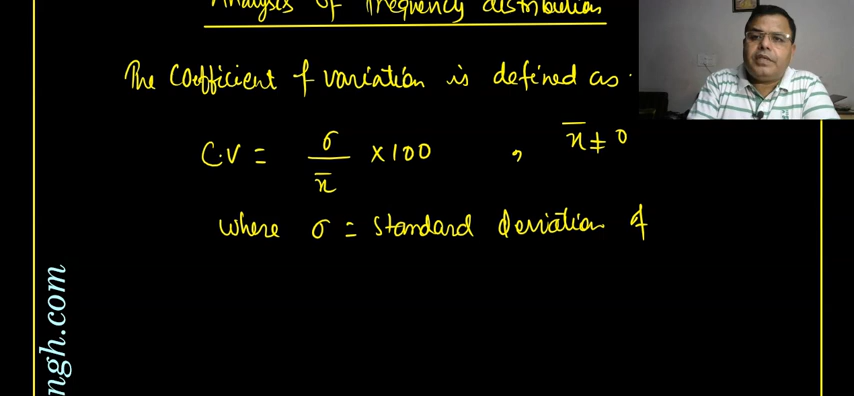 Analysis of frequency distribution
The Coefficient of variation is defined as.
C.V = σ/x̄ ×100 , x̄ ≠ 0
where σ = Standard Deviation of
ngh.com